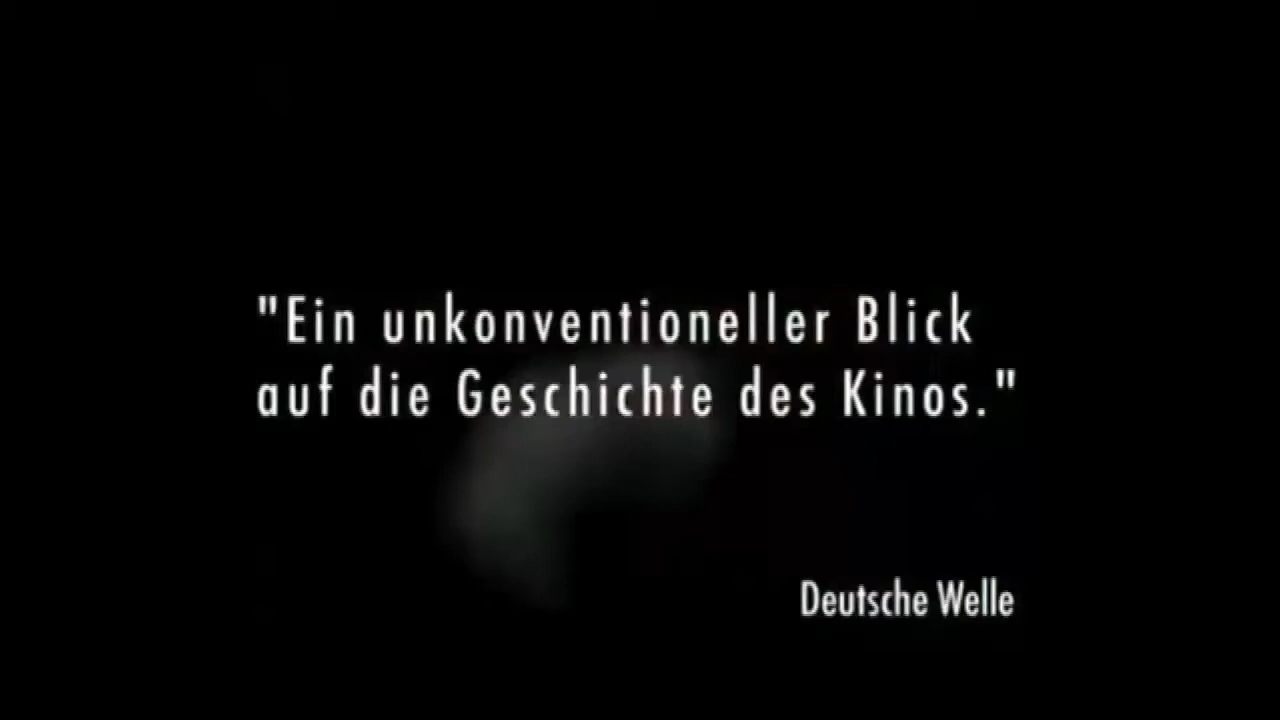 "Ein unkonventioneller Blick
auf die Geschichte des Kinos."
Deutsche Welle